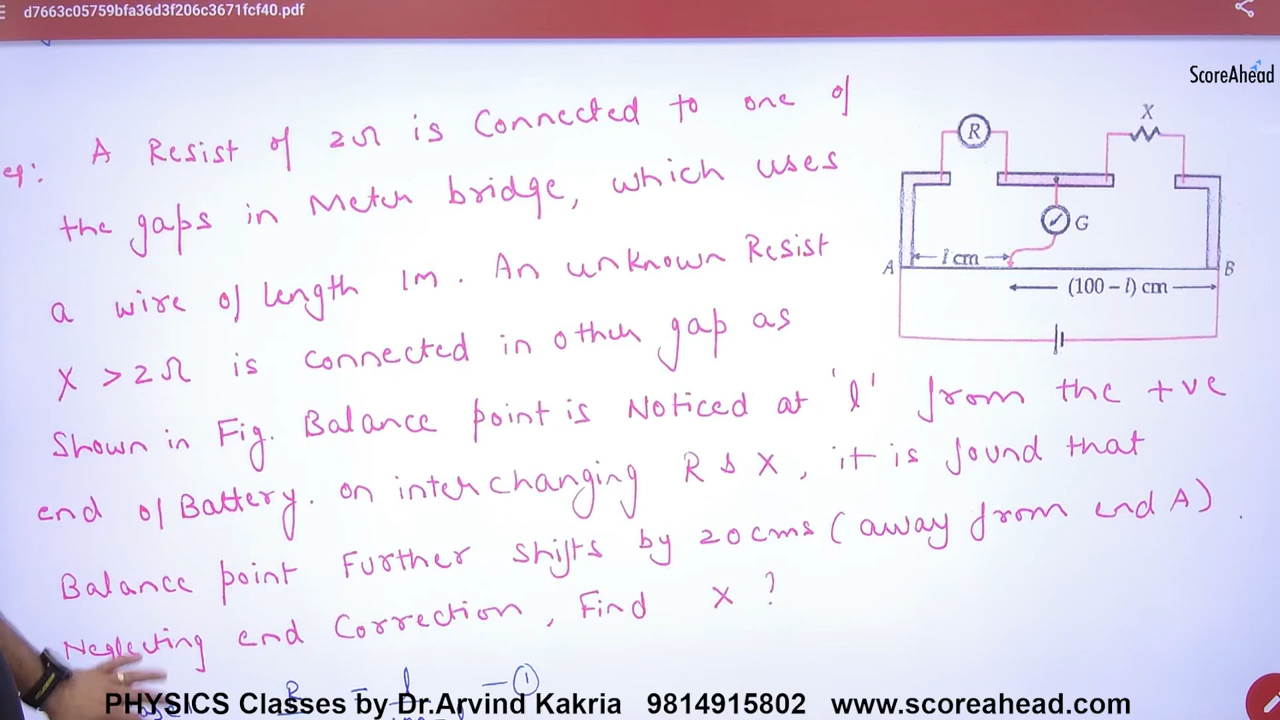 d7663c05759bfa36d3f206c3671fcf40.pdf
ScoreAhead
eg: A Resist of 2Ω is Connected to one of
the gaps in Meter bridge, which uses
a wire of length 1m. An unknown Resist
X > 2Ω is connected in other gap as
Shown in Fig. Balance point is Noticed at 'l' from the +ve
end of Battery. on interchanging R & X, it is found that
Balance point Further shifts by 20cms (away from end A).
Neglecting end Correction, Find X ?
R
X
G
l cm
A
B
(100 – l) cm
R = l — ①
PHYSICS Classes by Dr.Arvind Kakria 9814915802 www.scoreahead.com